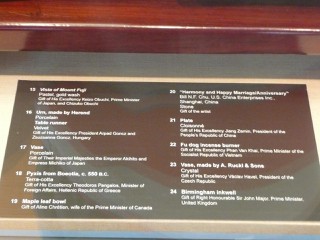 15 Vista of Mount Fuji
Pastel, gold wash
Gift of His Excellency Keizo Obuchi, Prime Minister
of Japan, and Chizuko Obuchi
16 Urn, made by Herend
Porcelain
Table runner
Velvet
Gift of His Excellency President Arpad Goncz and
Zsuzsanna Goncz, Hungary
17 Vase
Porcelain
Gift of Their Imperial Majesties the Emperor Akihito and
Empress Michiko of Japan
18 Pyxis from Boeotia, c. 550 B.C.
Terra-cotta
Gift of His Excellency Theodoros Pangalos, Minister of
Foreign Affairs, Hellenic Republic of Greece
19 Maple leaf bowl
Gift of Aline Chrétien, wife of the Prime Minister of Canada
20 "Harmony and Happy Marriage/Anniversary"
Bill N.F. Chu, U.S. China Enterprises Inc.,
Shanghai, China
Stone
Gift of the artist
21 Plate
Cloisonné
Gift of His Excellency Jiang Zemin, President of the
People's Republic of China
22 Fu dog incense burner
Gift of His Excellency Phan Van Khai, Prime Minister of the
Socialist Republic of Vietnam
23 Vase, made by A. Rucki & Sons
Crystal
Gift of His Excellency Václav Havel, President of the
Czech Republic
24 Birmingham inkwell
Gift of Right Honourable Sir John Major, Prime Minister,
United Kingdom